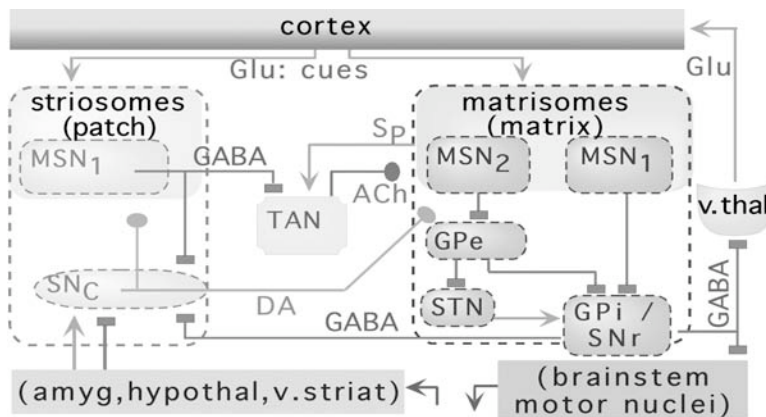 cortex
Glu: cues
Glu
striosomes
(patch)
matrisomes
(matrix)
SP
MSN1
GABA
MSN2
MSN1
ACh
TAN
v.thal
GPe
SNC
DA
STN
GPi /
SNr
GABA
GABA
(amyg,hypothal,v.striat)
(brainstem
motor nuclei)